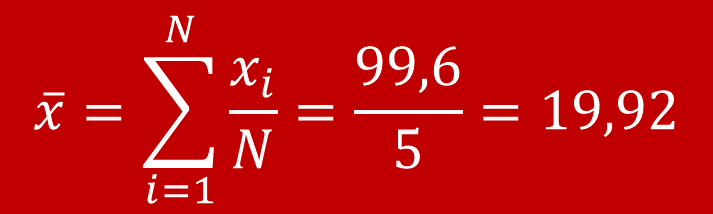 x̄ = ∑_{i=1}^{N} x_i/N = 99,6/5 = 19,92